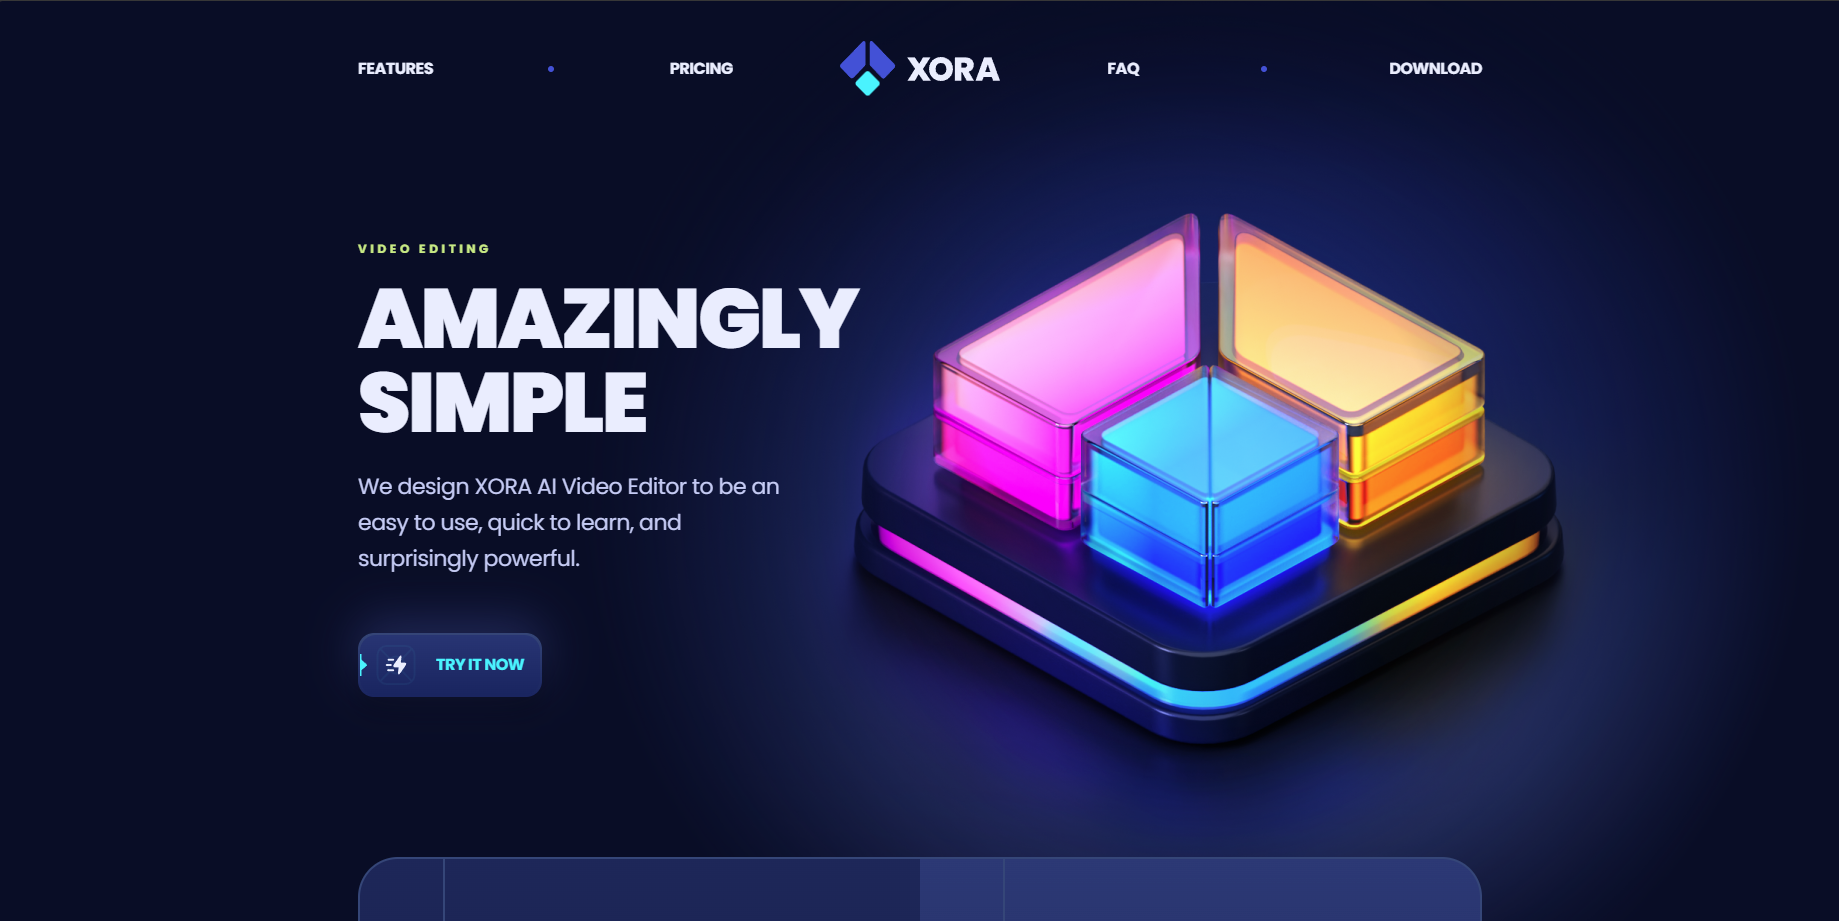 FEATURES
PRICING
XORA
FAQ
DOWNLOAD
VIDEO EDITING
AMAZINGLY
SIMPLE
We design XORA AI Video Editor to be an
easy to use, quick to learn, and
surprisingly powerful.
TRY IT NOW